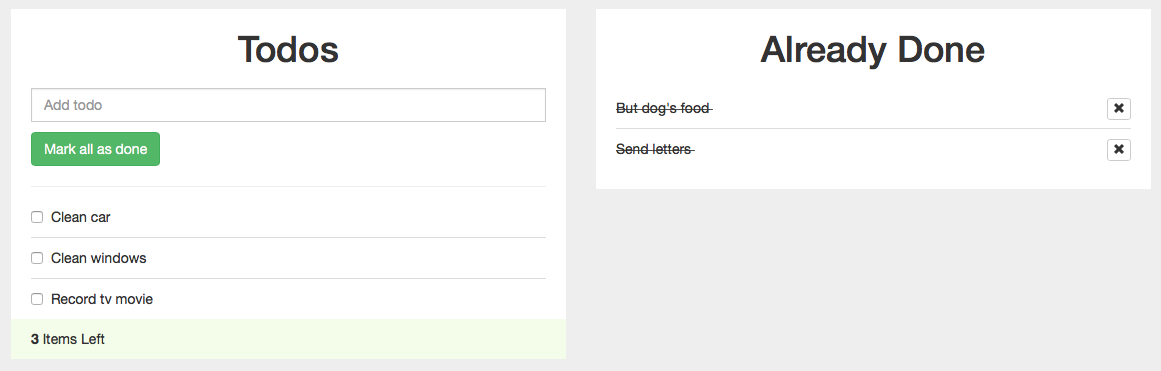 Todos
Add todo
Mark all as done
Clean car
Clean windows
Record tv movie
3 Items Left
Already Done
But dog's food
Send letters